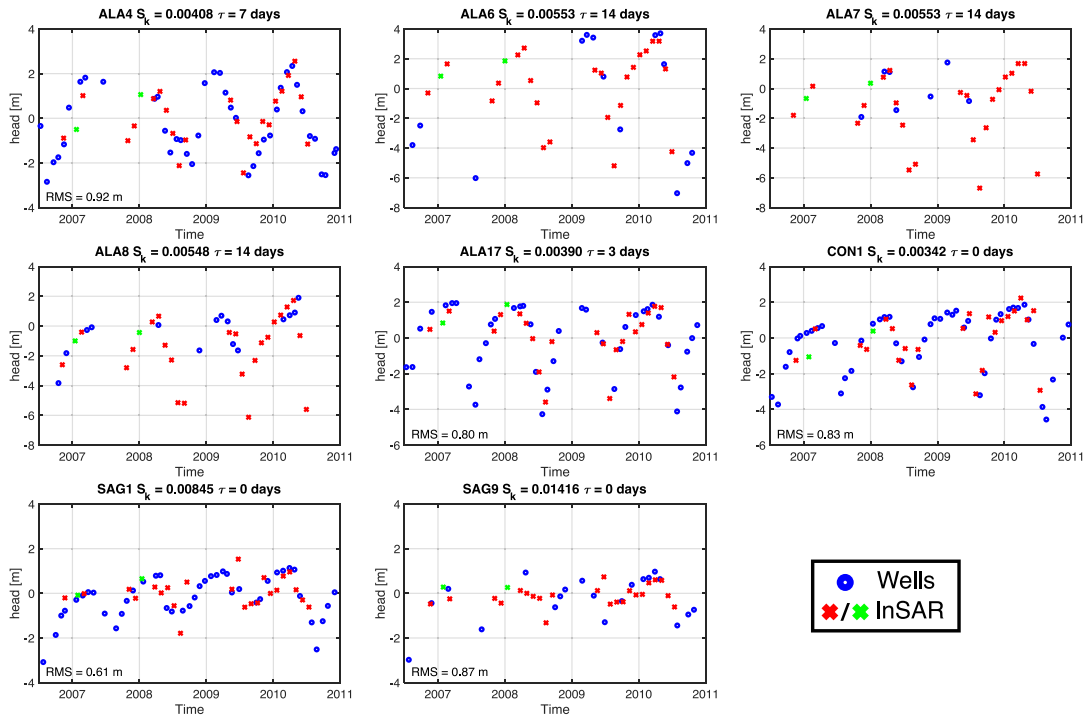 ALA4 S_k = 0.00408 τ = 7 days
4
2
0
-2
-4
head [m]
RMS = 0.92 m
2007 2008 2009 2010 2011
Time
ALA6 S_k = 0.00553 τ = 14 days
4
2
0
-2
-4
-6
-8
head [m]
2007 2008 2009 2010 2011
Time
ALA7 S_k = 0.00553 τ = 14 days
4
2
0
-2
-4
-6
-8
head [m]
2007 2008 2009 2010 2011
Time
ALA8 S_k = 0.00548 τ = 14 days
4
2
0
-2
-4
-6
-8
head [m]
2007 2008 2009 2010 2011
Time
ALA17 S_k = 0.00390 τ = 3 days
4
2
0
-2
-4
-6
head [m]
RMS = 0.80 m
2007 2008 2009 2010 2011
Time
CON1 S_k = 0.00342 τ = 0 days
4
2
0
-2
-4
-6
head [m]
RMS = 0.83 m
2007 2008 2009 2010 2011
Time
SAG1 S_k = 0.00845 τ = 0 days
4
2
0
-2
-4
head [m]
RMS = 0.61 m
2007 2008 2009 2010 2011
Time
SAG9 S_k = 0.01416 τ = 0 days
4
2
0
-2
-4
head [m]
RMS = 0.87 m
2007 2008 2009 2010 2011
Time
Wells
/ InSAR